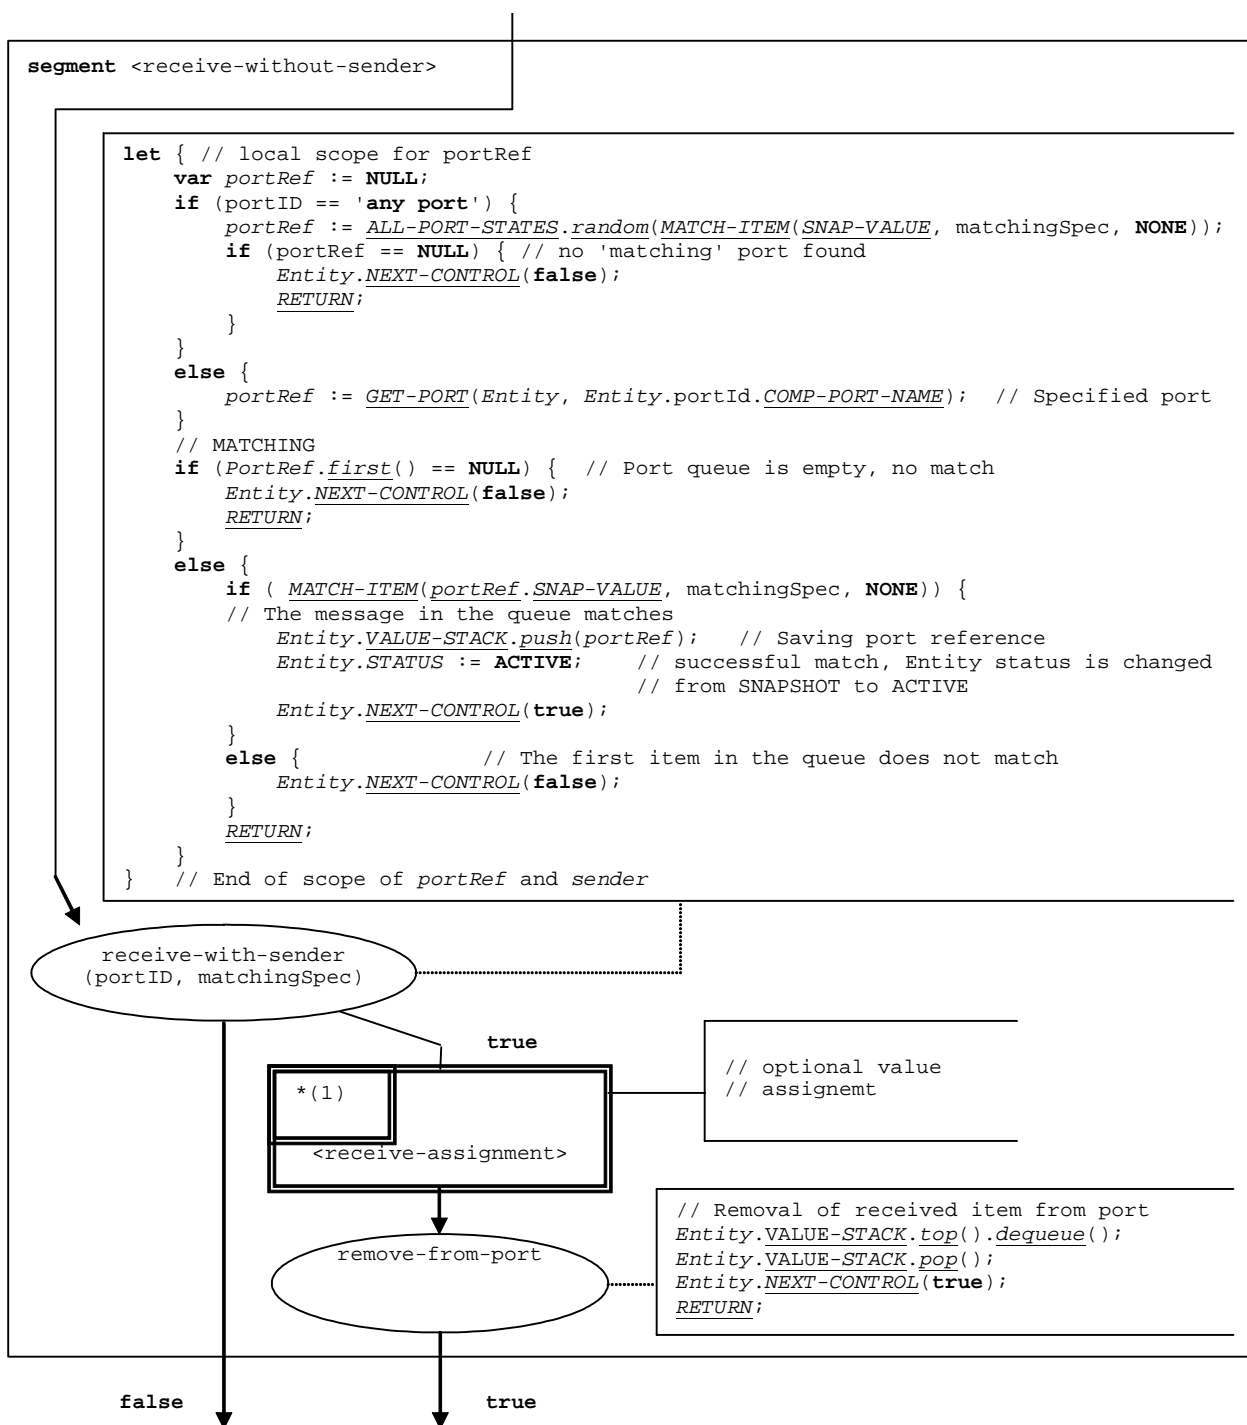 segment <receive-without-sender>
let { // local scope for portRef
var portRef := NULL;
if (portID == 'any port') {
portRef := ALL-PORT-STATES.random(MATCH-ITEM(SNAP-VALUE, matchingSpec, NONE));
if (portRef == NULL) { // no 'matching' port found
Entity.NEXT-CONTROL(false);
RETURN;
}
}
else {
portRef := GET-PORT(Entity, Entity.portId.COMP-PORT-NAME); // Specified port
}
// MATCHING
if (PortRef.first() == NULL) { // Port queue is empty, no match
Entity.NEXT-CONTROL(false);
RETURN;
}
else {
if ( MATCH-ITEM(portRef.SNAP-VALUE, matchingSpec, NONE)) {
// The message in the queue matches
Entity.VALUE-STACK.push(portRef); // Saving port reference
Entity.STATUS := ACTIVE; // successful match, Entity status is changed
// from SNAPSHOT to ACTIVE
Entity.NEXT-CONTROL(true);
}
else { // The first item in the queue does not match
Entity.NEXT-CONTROL(false);
}
RETURN;
}
} // End of scope of portRef and sender
receive-with-sender
(portID, matchingSpec)
true
// optional value
// assignemt
*(1)
<receive-assignment>
// Removal of received item from port
Entity.VALUE-STACK.top().dequeue();
Entity.VALUE-STACK.pop();
Entity.NEXT-CONTROL(true);
RETURN;
remove-from-port
false
true